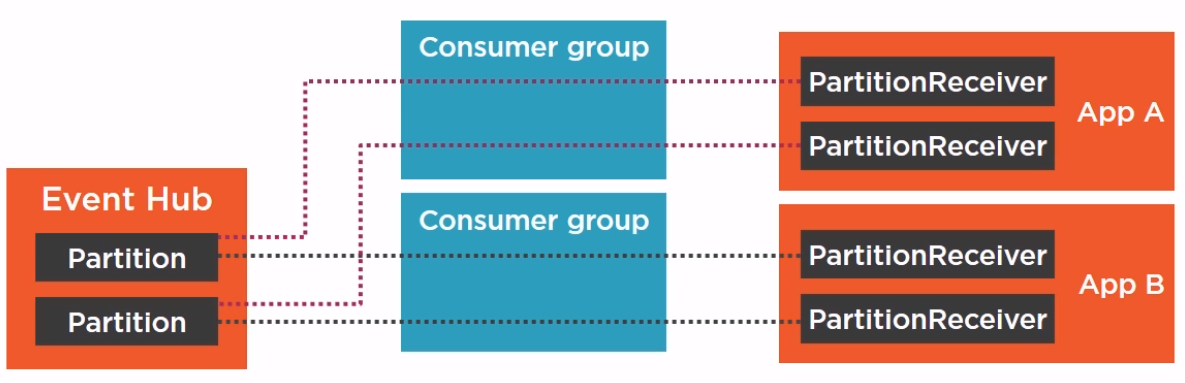 Event Hub
Partition
Partition
Consumer group
Consumer group
PartitionReceiver
PartitionReceiver
App A
PartitionReceiver
PartitionReceiver
App B